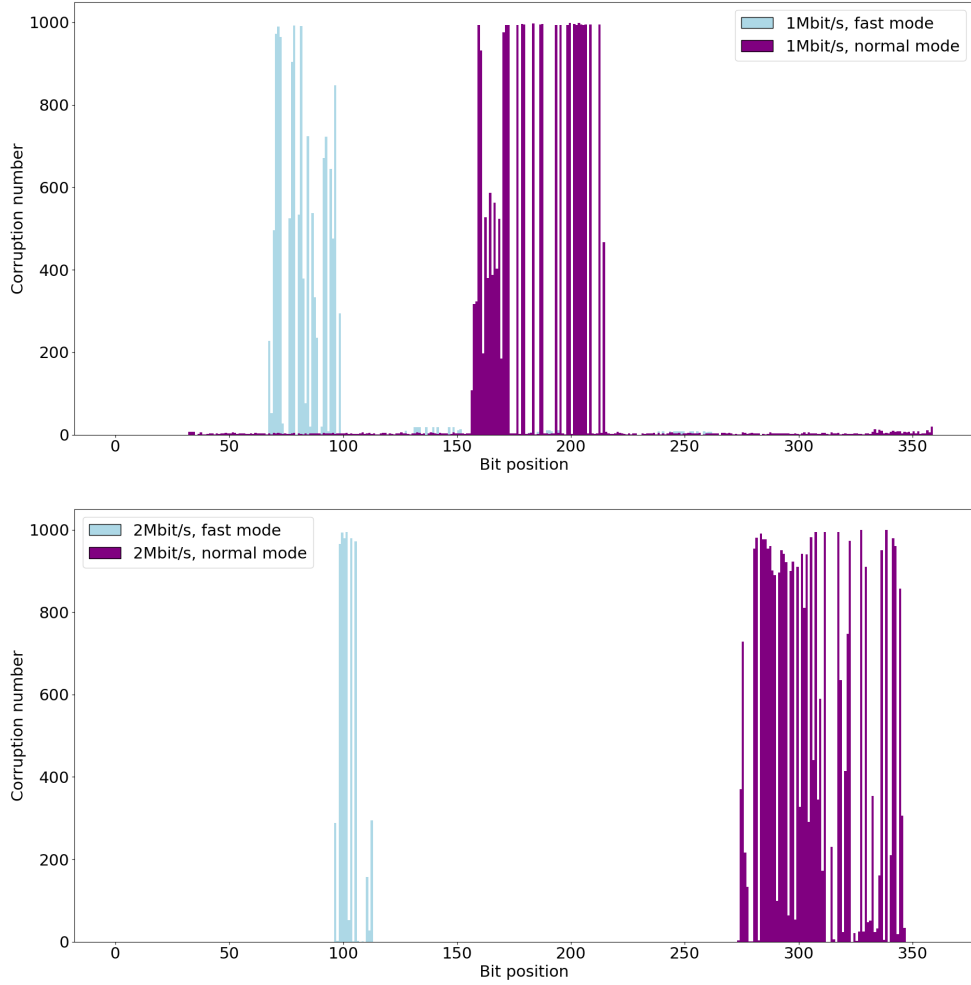 1000
800
600
400
200
0
Corruption number
1Mbit/s, fast mode
1Mbit/s, normal mode
0 50 100 150 200 250 300 350
Bit position
1000
800
600
400
200
0
Corruption number
2Mbit/s, fast mode
2Mbit/s, normal mode
0 50 100 150 200 250 300 350
Bit position